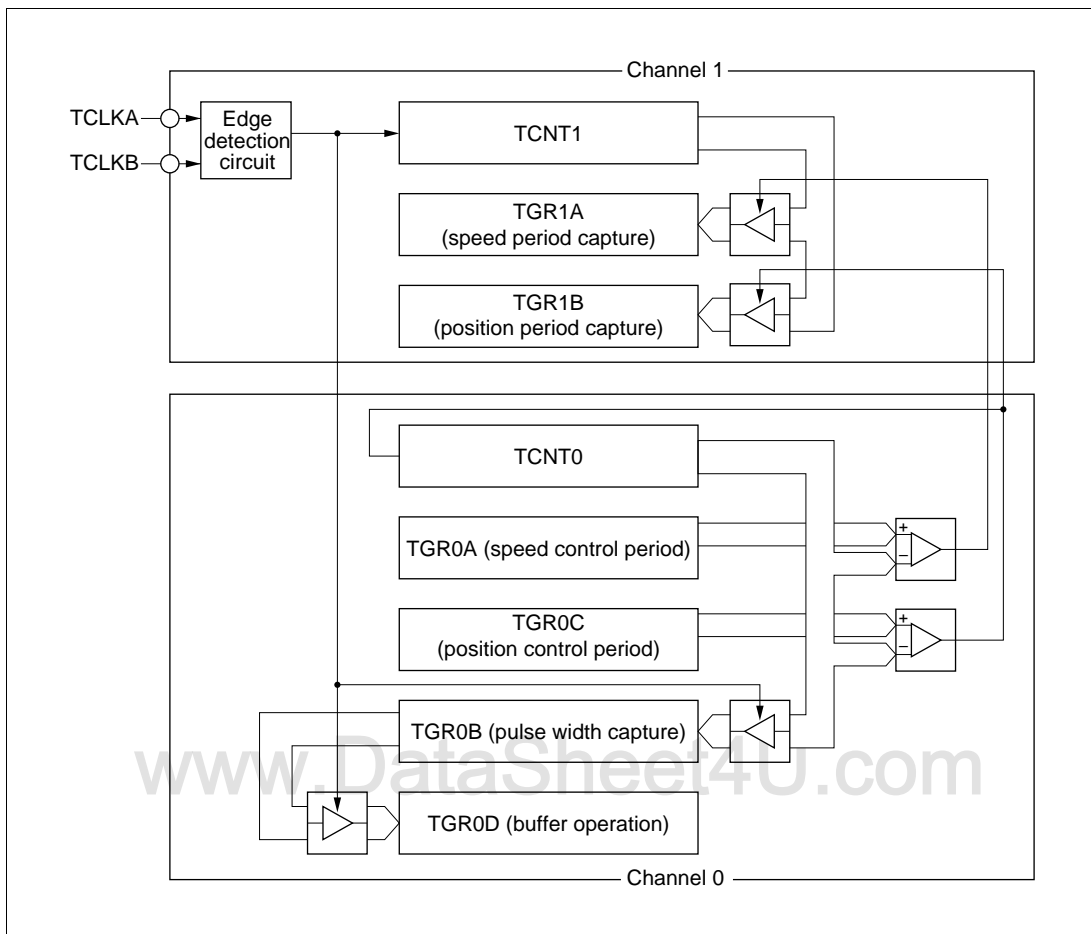 Channel 1
TCLKA
TCLKB
Edge
detection
circuit
TCNT1
TGR1A
(speed period capture)
TGR1B
(position period capture)
TCNT0
TGR0A (speed control period)
+
−
TGR0C
(position control period)
+
−
TGR0B (pulse width capture)
www.DataSheet4U.com
TGR0D (buffer operation)
Channel 0